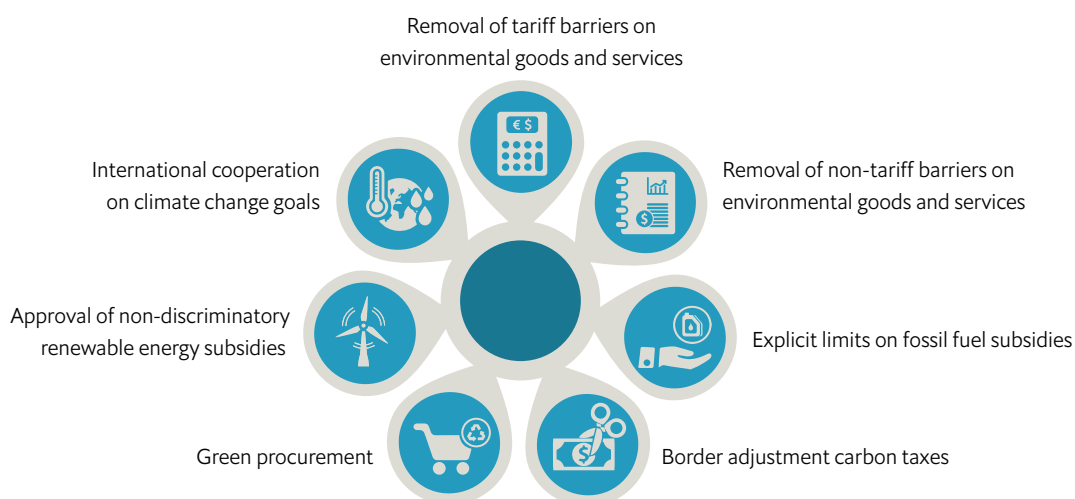 Removal of tariff barriers on
environmental goods and services
€ $
International cooperation
on climate change goals
Removal of non-tariff barriers on
environmental goods and services
$
Approval of non-discriminatory
renewable energy subsidies
Explicit limits on fossil fuel subsidies
Green procurement
$
Border adjustment carbon taxes